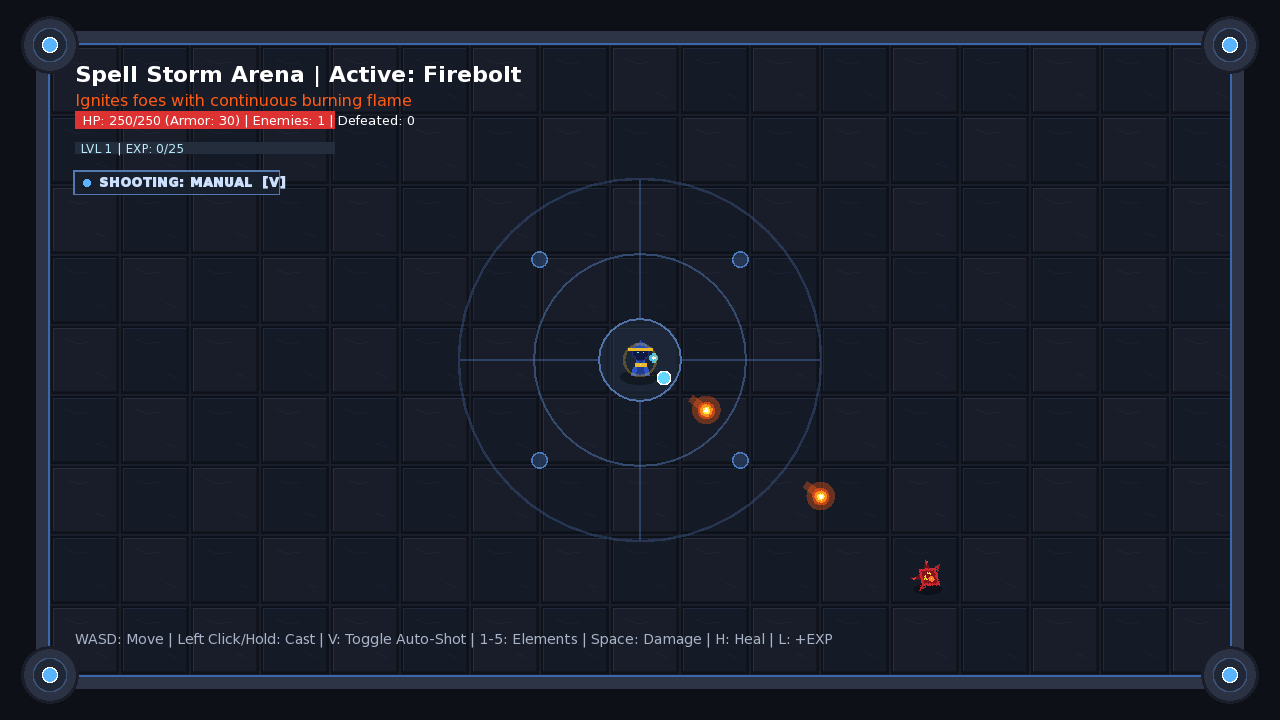 Spell Storm Arena | Active: Firebolt
Ignites foes with continuous burning flame
HP: 250/250 (Armor: 30) | Enemies: 1 | Defeated: 0
LVL 1 | EXP: 0/25
SHOOTING: MANUAL [V]
WASD: Move | Left Click/Hold: Cast | V: Toggle Auto-Shot | 1-5: Elements | Space: Damage | H: Heal | L: +EXP